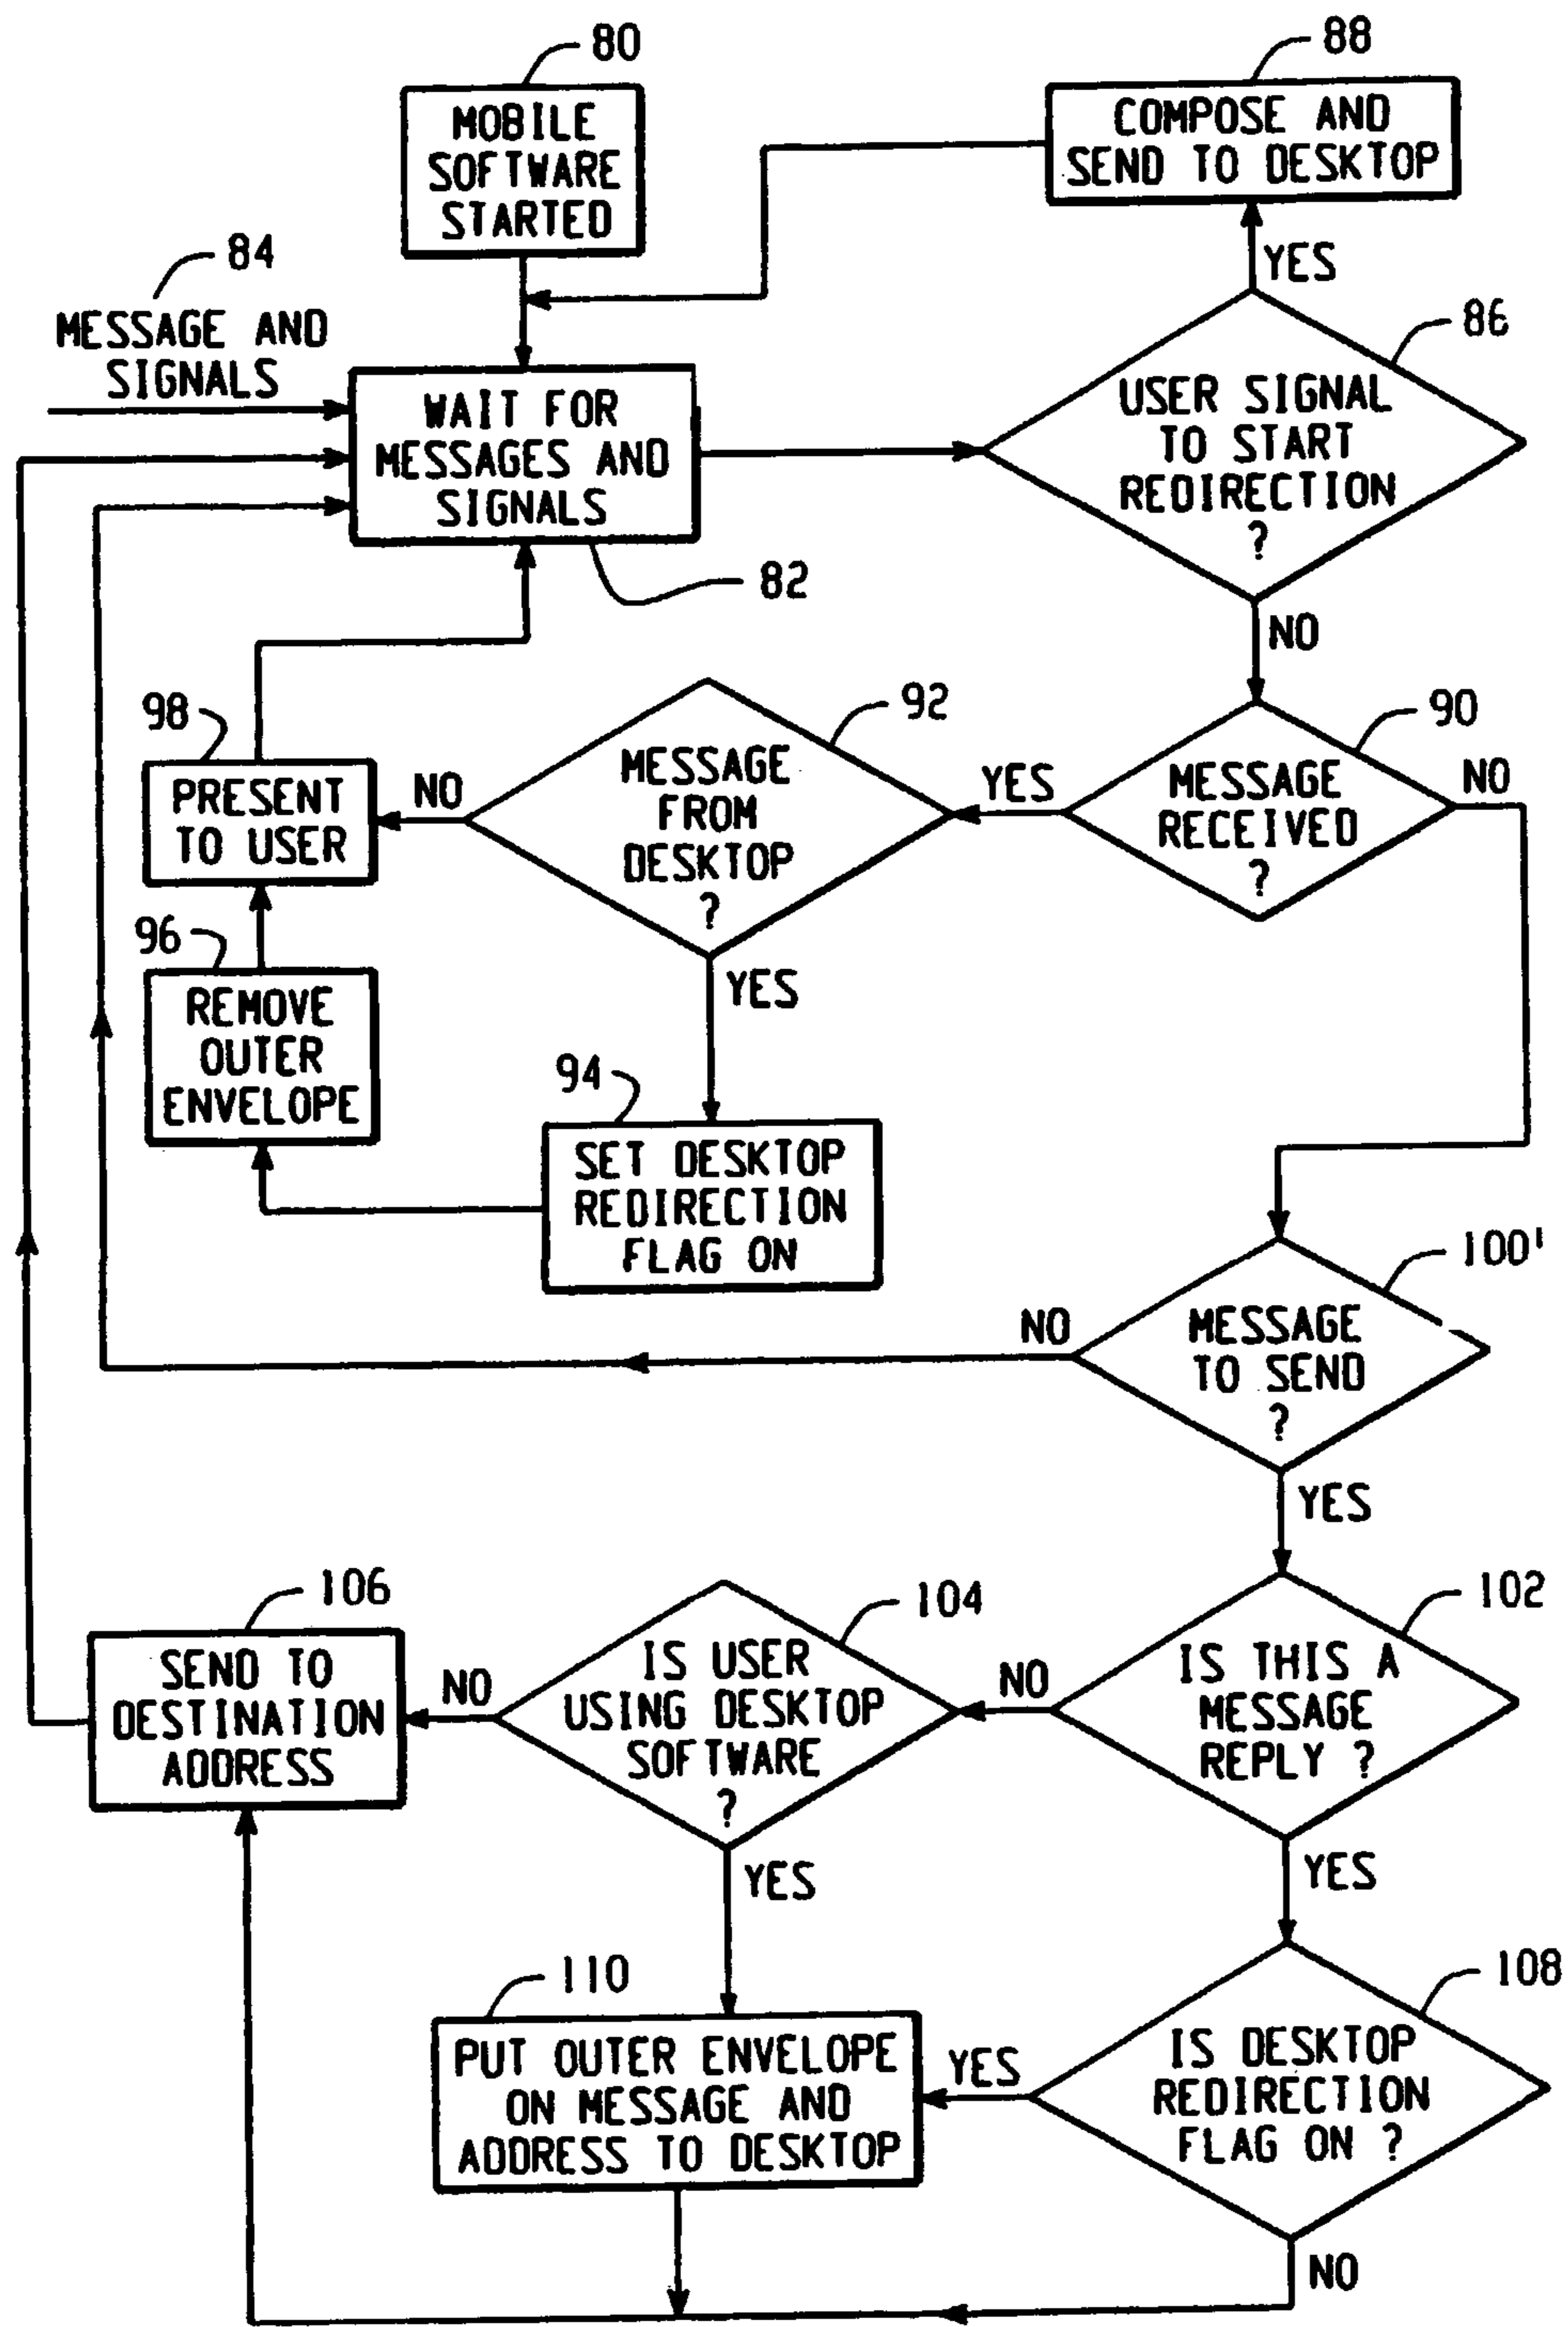 80
MOBILE
SOFTWARE
STARTED
88
COMPOSE AND
SEND TO DESKTOP
YES
84
MESSAGE AND
SIGNALS
WAIT FOR
MESSAGES AND
SIGNALS
82
86
USER SIGNAL
TO START
REDIRECTION
?
NO
90
MESSAGE
RECEIVED
?
YES
NO
92
MESSAGE
FROM
DESKTOP
?
NO
YES
98
PRESENT
TO USER
96
REMOVE
OUTER
ENVELOPE
94
SET DESKTOP
REDIRECTION
FLAG ON
100'
MESSAGE
TO SEND
?
NO
YES
102
IS THIS A
MESSAGE
REPLY ?
NO
YES
104
IS USER
USING DESKTOP
SOFTWARE
?
NO
YES
106
SEND TO
DESTINATION
ADDRESS
108
IS DESKTOP
REDIRECTION
FLAG ON ?
YES
NO
110
PUT OUTER ENVELOPE
ON MESSAGE AND
ADDRESS TO DESKTOP